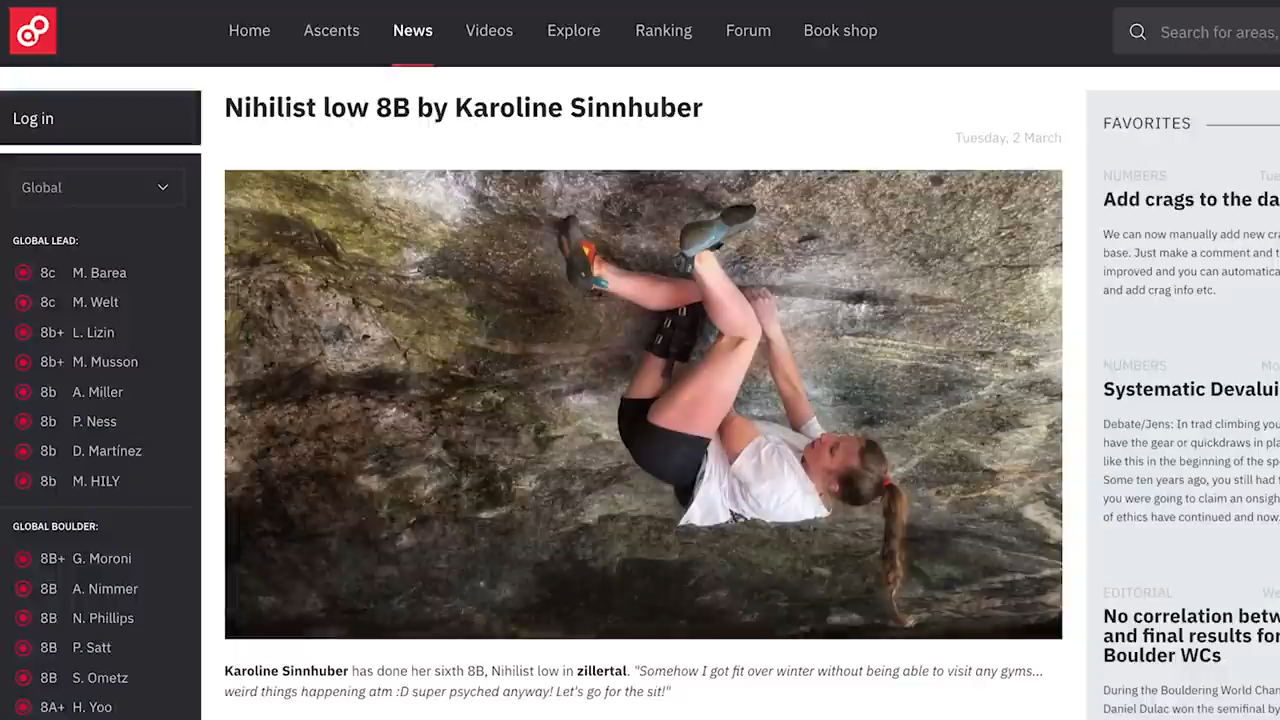 Home Ascents News Videos Explore Ranking Forum Book shop
Search for areas,
Log in
Global
GLOBAL LEAD:
8c M. Barea
8c M. Welt
8b+ L. Lizin
8b+ M. Musson
8b A. Miller
8b P. Ness
8b D. Martínez
8b M. HILY
GLOBAL BOULDER:
8B+ G. Moroni
8B A. Nimmer
8B N. Phillips
8B P. Satt
8B S. Ometz
8A+ H. Yoo
Nihilist low 8B by Karoline Sinnhuber
Tuesday, 2 March
Karoline Sinnhuber has done her sixth 8B, Nihilist low in zillertal. "Somehow I got fit over winter without being able to visit any gyms...
weird things happening atm :D super psyched anyway! Let's go for the sit!"
FAVORITES
NUMBERS Tue
Add crags to the da
We can now manually add new cra
base. Just make a comment and t
improved and you can automatica
and add crag info etc.
NUMBERS Mo
Systematic Devalui
Debate/Jens: In trad climbing you
have the gear or quickdraws in pla
like this in the beginning of the sp
Some ten years ago, you still had t
you were going to claim an onsigh
of ethics have continued and now,
EDITORIAL We
No correlation betw
and final results for
Boulder WCs
During the Bouldering World Cham
Daniel Dulac won the semifinal by